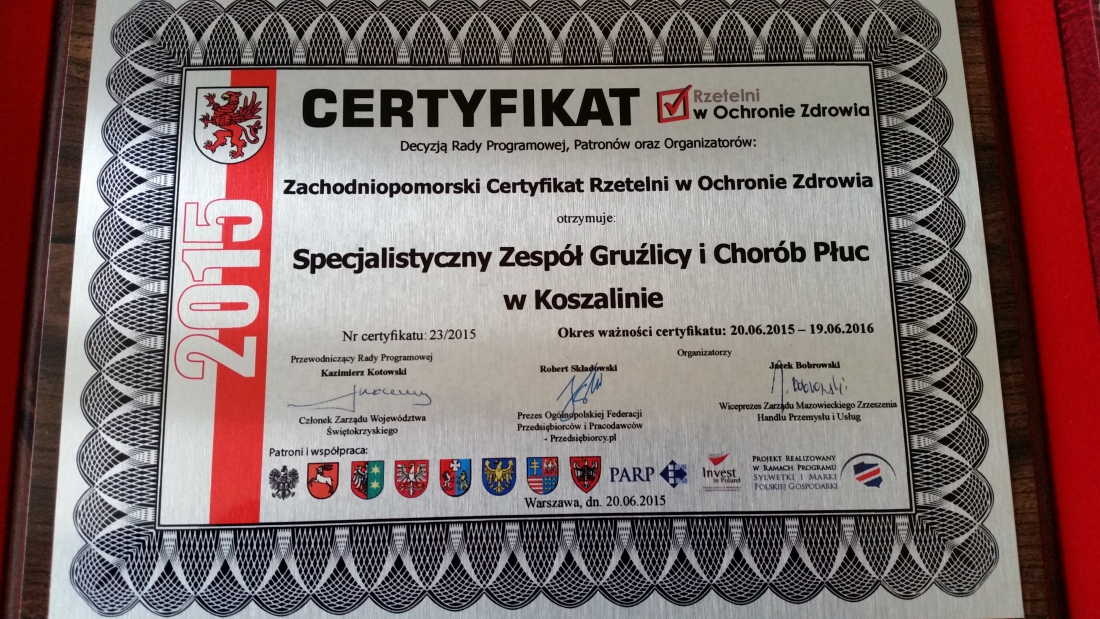 CERTYFIKAT
Rzetelni
w Ochronie Zdrowia
Decyzją Rady Programowej, Patronów oraz Organizatorów:
Zachodniopomorski Certyfikat Rzetelni w Ochronie Zdrowia
otrzymuje:
Specjalistyczny Zespół Gruźlicy i Chorób Płuc
w Koszalinie
2015
Nr certyfikatu: 23/2015
Okres ważności certyfikatu: 20.06.2015 – 19.06.2016
Przewodniczący Rady Programowej
Kazimierz Kotowski
Członek Zarządu Województwa
Świętokrzyskiego
Organizatorzy
Robert Składowski
Prezes Ogólnopolskiej Federacji
Przedsiębiorców i Pracodawców
- Przedsiębiorcy.pl
Jacek Bobrowski
J. Bobrowski
Wiceprezes Zarządu Mazowieckiego Zrzeszenia
Handlu Przemysłu i Usług
Patroni i współpraca:
PARP
Invest
in Poland
PROJEKT REALIZOWANY
W RAMACH PROGRAMU
SYLWETKI I MARKI
POLSKIEJ GOSPODARKI
Warszawa, dn. 20.06.2015